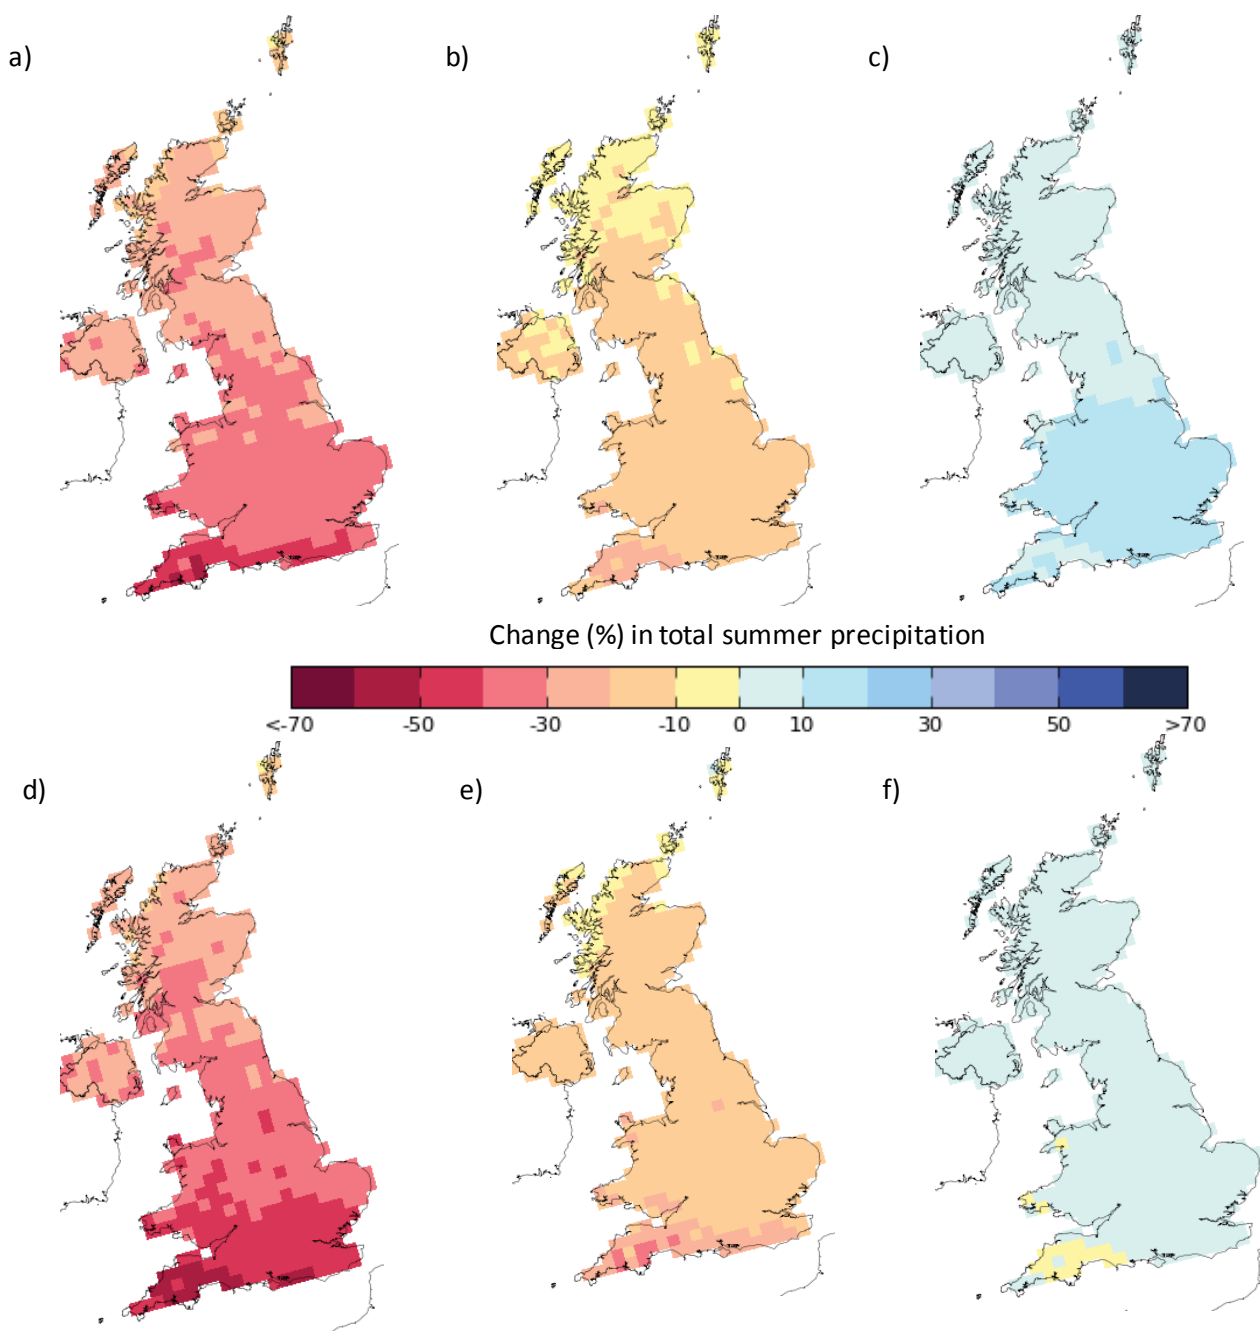 a)
b)
c)
Change (%) in total summer precipitation
<-70 -50 -30 -10 0 10 30 50 >70
d)
e)
f)